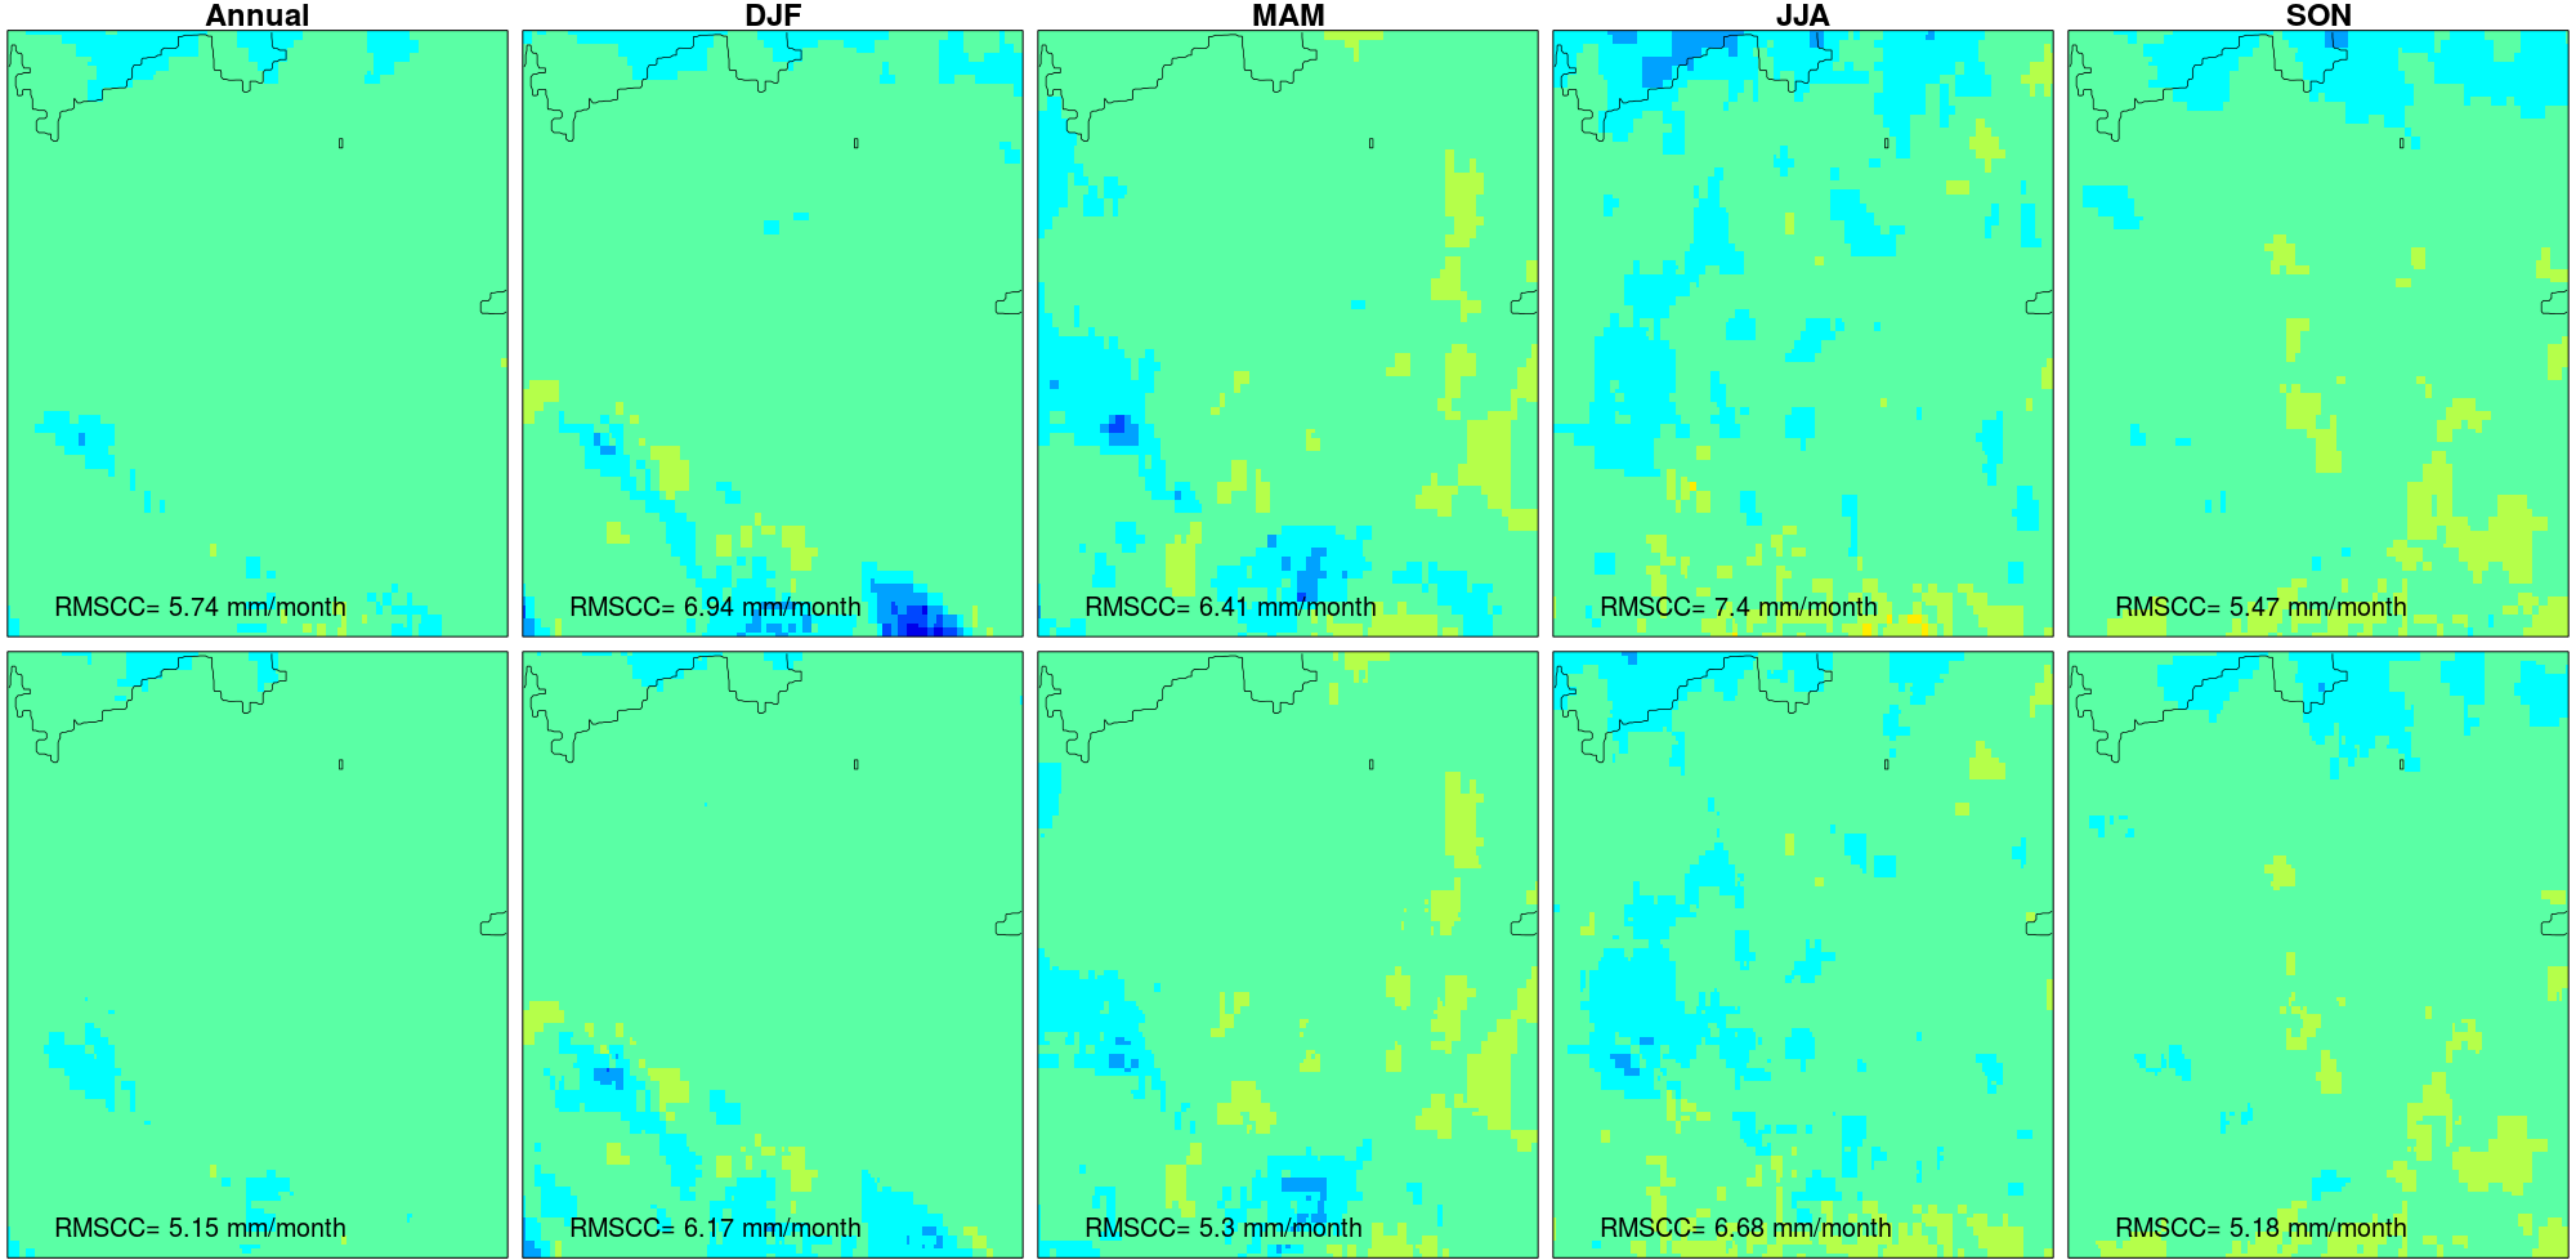 Annual DJF MAM JJA SON
RMSCC= 5.74 mm/month RMSCC= 6.94 mm/month RMSCC= 6.41 mm/month RMSCC= 7.4 mm/month RMSCC= 5.47 mm/month
RMSCC= 5.15 mm/month RMSCC= 6.17 mm/month RMSCC= 5.3 mm/month RMSCC= 6.68 mm/month RMSCC= 5.18 mm/month